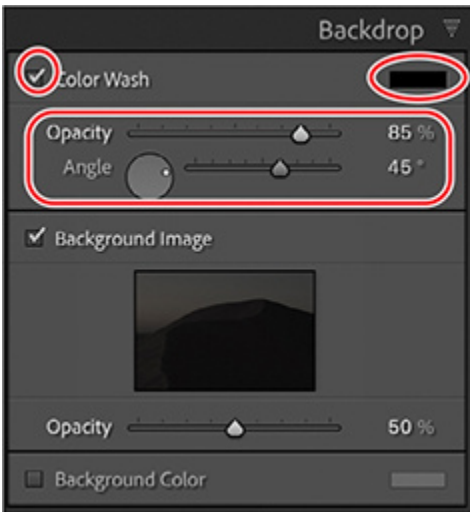 Backdrop
Color Wash
Opacity 85 %
Angle 45 °
Background Image
Opacity 50 %
Background Color